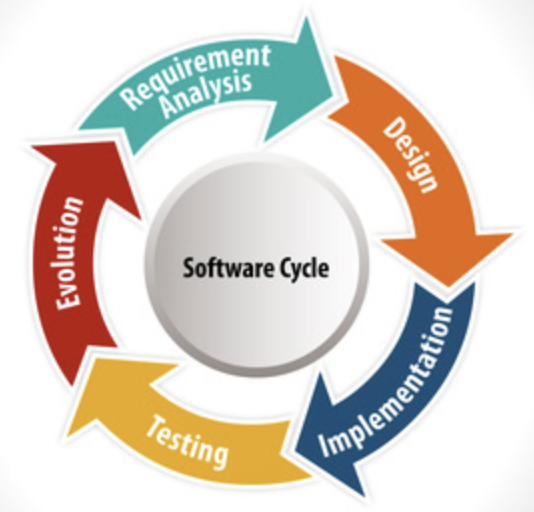 Requirement
Analysis
Design
Implementation
Testing
Evolution
Software Cycle